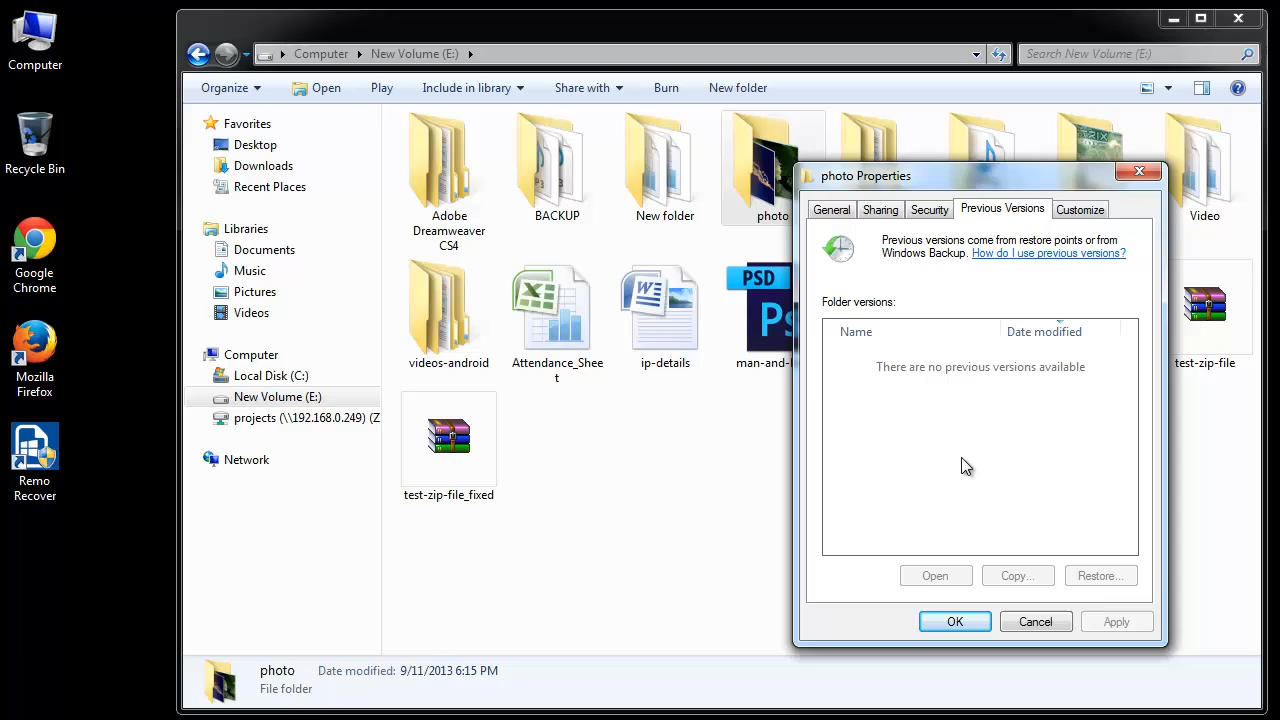 Computer
Recycle Bin
Google
Chrome
Mozilla
Firefox
Remo
Recover
Computer
New Volume (E:)
Search New Volume (E:)
Organize
Open
Play
Include in library
Share with
Burn
New folder
Favorites
Desktop
Downloads
Recent Places
Libraries
Documents
Music
Pictures
Videos
Computer
Local Disk (C:)
New Volume (E:)
projects (\\192.168.0.249) (Z
Network
Adobe
Dreamweaver
CS4
BACKUP
New folder
photo
Video
videos-android
Attendance_Shee
t
ip-details
PSD
man-and-
test-zip-file
test-zip-file_fixed
photo Properties
General
Sharing
Security
Previous Versions
Customize
Previous versions come from restore points or from
Windows Backup. How do I use previous versions?
Folder versions:
Name
Date modified
There are no previous versions available
Open
Copy...
Restore...
OK
Cancel
Apply
photo
Date modified: 9/11/2013 6:15 PM
File folder